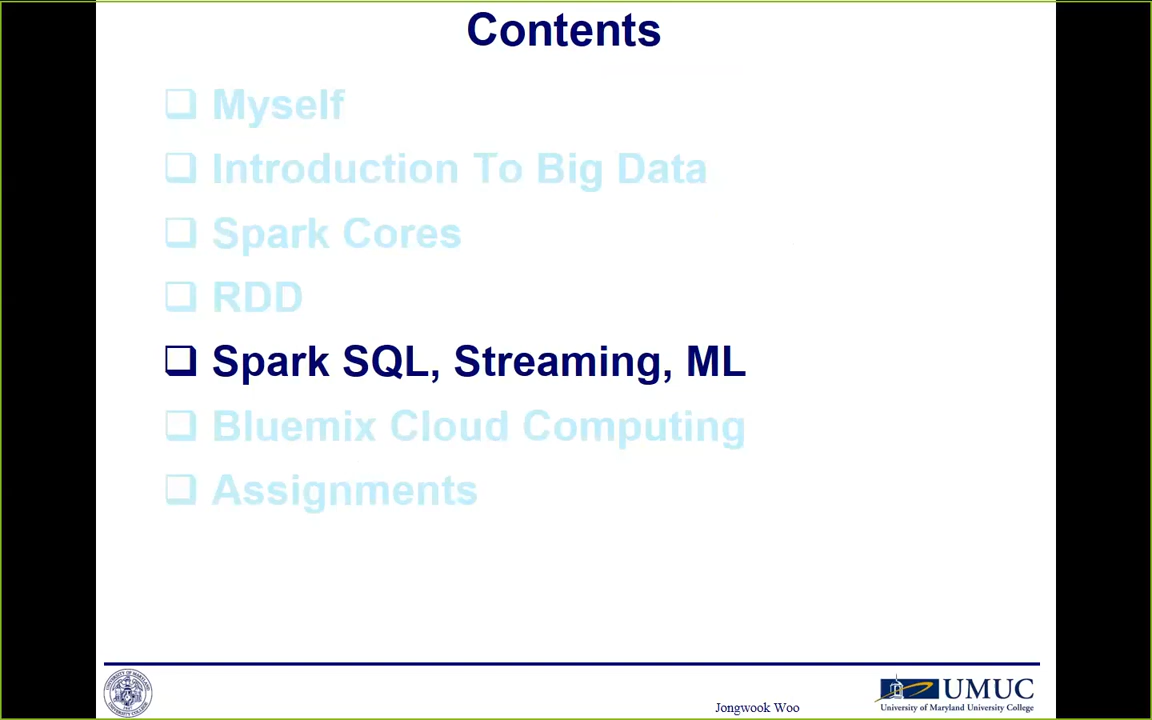 Contents
Myself
Introduction To Big Data
Spark Cores
RDD
Spark SQL, Streaming, ML
Bluemix Cloud Computing
Assignments
Jongwook Woo
UMUC
University of Maryland University College